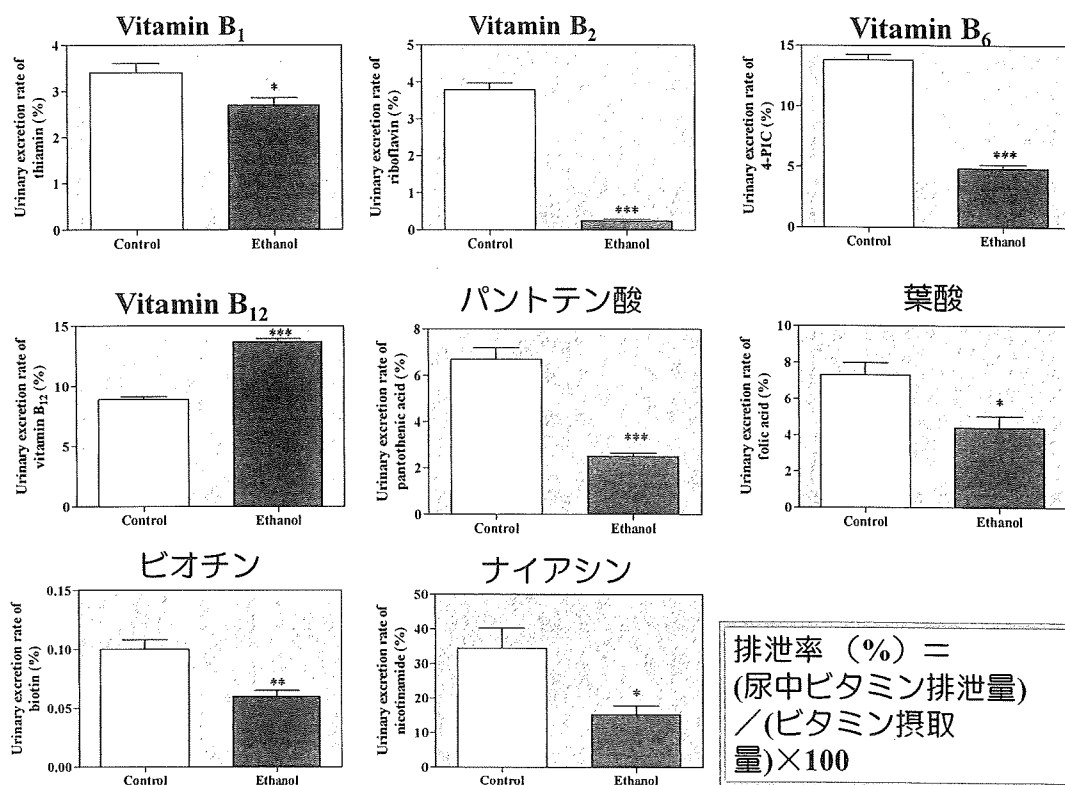 Vitamin B1
Urinary excretion rate of
thiamin (%)
4
3
2
1
0
*
Control
Ethanol
Vitamin B2
Urinary excretion rate of
riboflavin (%)
5
4
3
2
1
0
***
Control
Ethanol
Vitamin B6
Urinary excretion rate of
4-PIC (%)
15
10
5
0
***
Control
Ethanol
Vitamin B12
Urinary excretion rate of
vitamin B12 (%)
15
10
5
0
***
Control
Ethanol
パントテン酸
Urinary excretion rate of
pantothenic acid (%)
8
6
4
2
0
***
Control
Ethanol
葉酸
Urinary excretion rate of
folic acid (%)
10
8
6
4
2
0
*
Control
Ethanol
ビオチン
Urinary excretion rate of
biotin (%)
0.15
0.10
0.05
0.00
**
Control
Ethanol
ナイアシン
Urinary excretion rate of
nicotinamide (%)
50
40
30
20
10
0
*
Control
Ethanol
排泄率 (%) =
(尿中ビタミン排泄量)
/(ビタミン摂取
量)×100